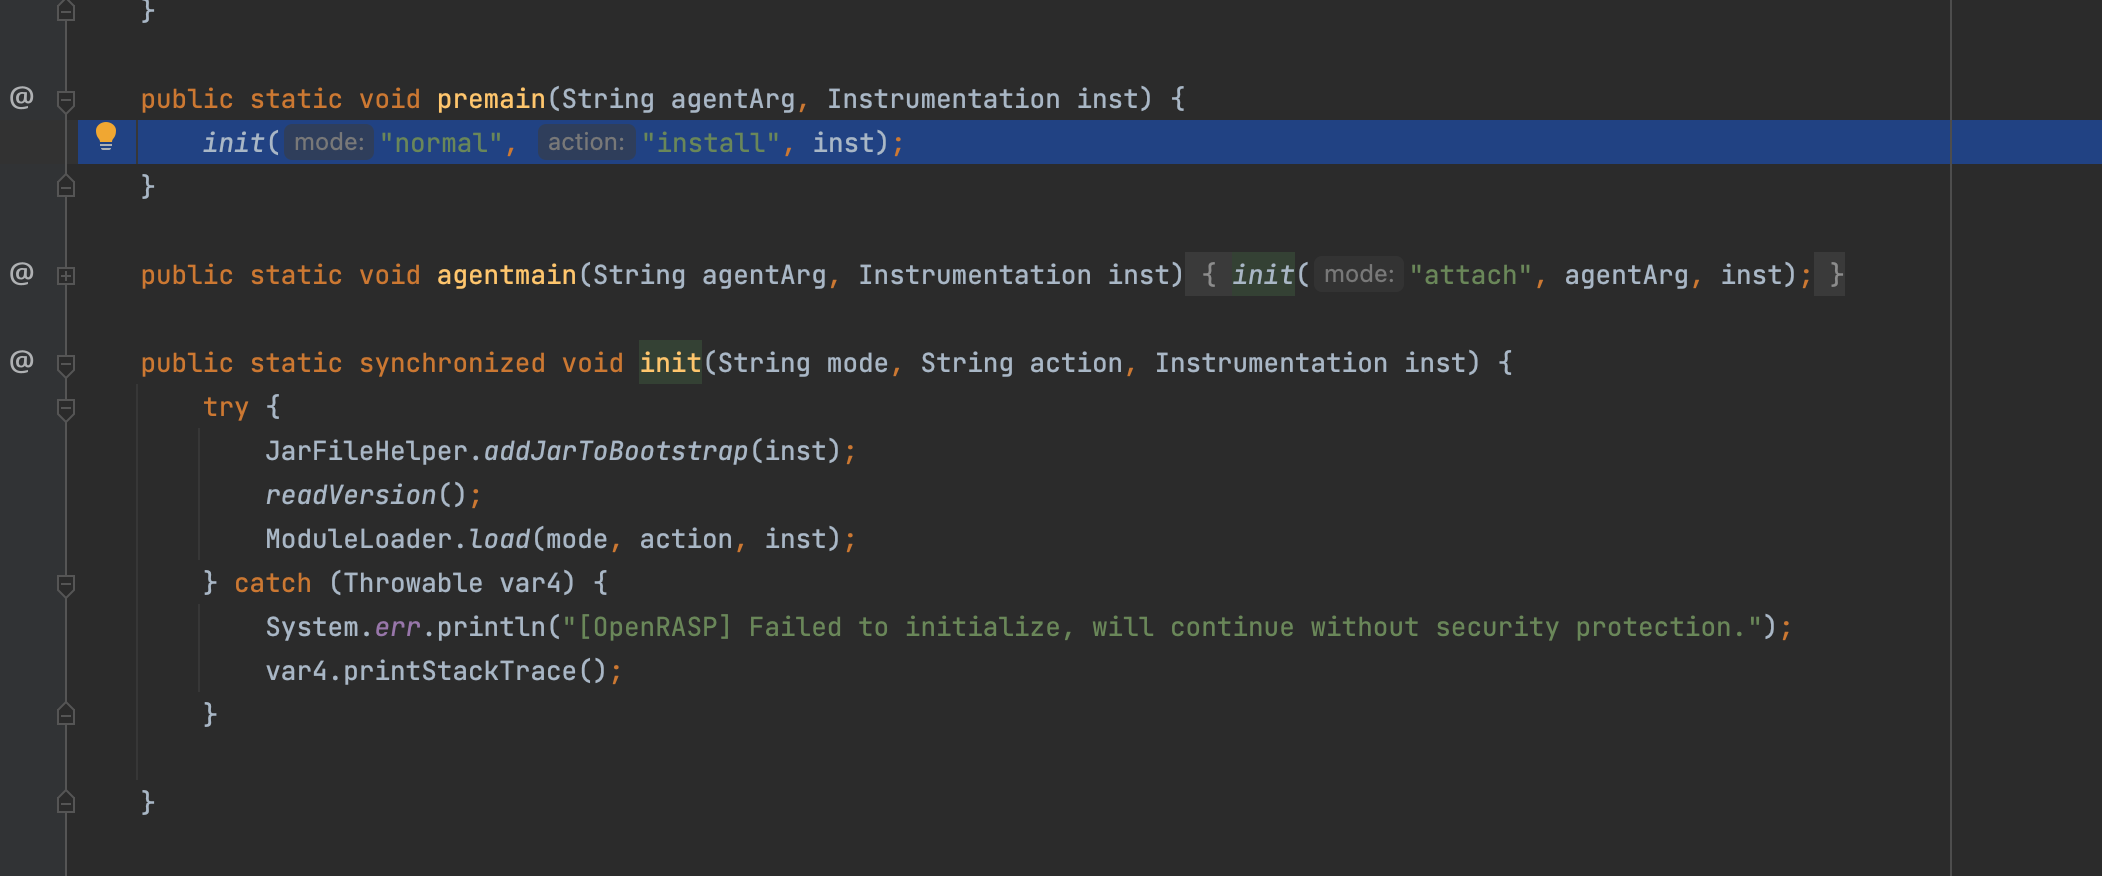 }
@ public static void premain(String agentArg, Instrumentation inst) {
init( mode: "normal", action: "install", inst);
}
@ public static void agentmain(String agentArg, Instrumentation inst) { init( mode: "attach", agentArg, inst); }
@ public static synchronized void init(String mode, String action, Instrumentation inst) {
try {
JarFileHelper.addJarToBootstrap(inst);
readVersion();
ModuleLoader.load(mode, action, inst);
} catch (Throwable var4) {
System.err.println("[OpenRASP] Failed to initialize, will continue without security protection.");
var4.printStackTrace();
}
}